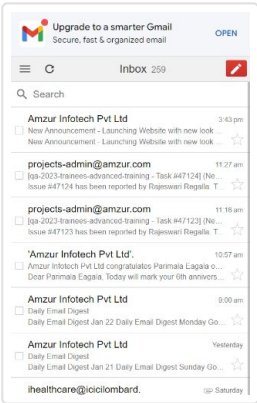 Upgrade to a smarter Gmail
Secure, fast & organized email
OPEN
Inbox 259
Search
Amzur Infotech Pvt Ltd 3:43 pm
New Announcement - Launching Website with new look
New Announcement - Launching Website with new look ...
projects-admin@amzur.com 11:27 am
[qa-2023-trainees-advanced-training - Task #47124] (Ne...
Issue #47124 has been reported by Rajeswari Regalla. T...
projects-admin@amzur.com 11:16 am
[qa-2023-trainees-advanced-training - Task #47123] (Ne...
Issue #47123 has been reported by Rajeswari Regalla. T...
'Amzur Infotech Pvt Ltd'. 10:57 am
Amzur Infotech Pvt Ltd congratulates Parimala Eagala o...
Dear Parimala Eagala, Today will mark your 6th annivers...
Amzur Infotech Pvt Ltd 9:00 am
Daily Email Digest
Daily Email Digest Jan 22 Daily Email Digest Monday Go...
Amzur Infotech Pvt Ltd Yesterday
Daily Email Digest
Daily Email Digest Jan 21 Daily Email Digest Sunday Go...
ihealthcare@icicilombard. Saturday